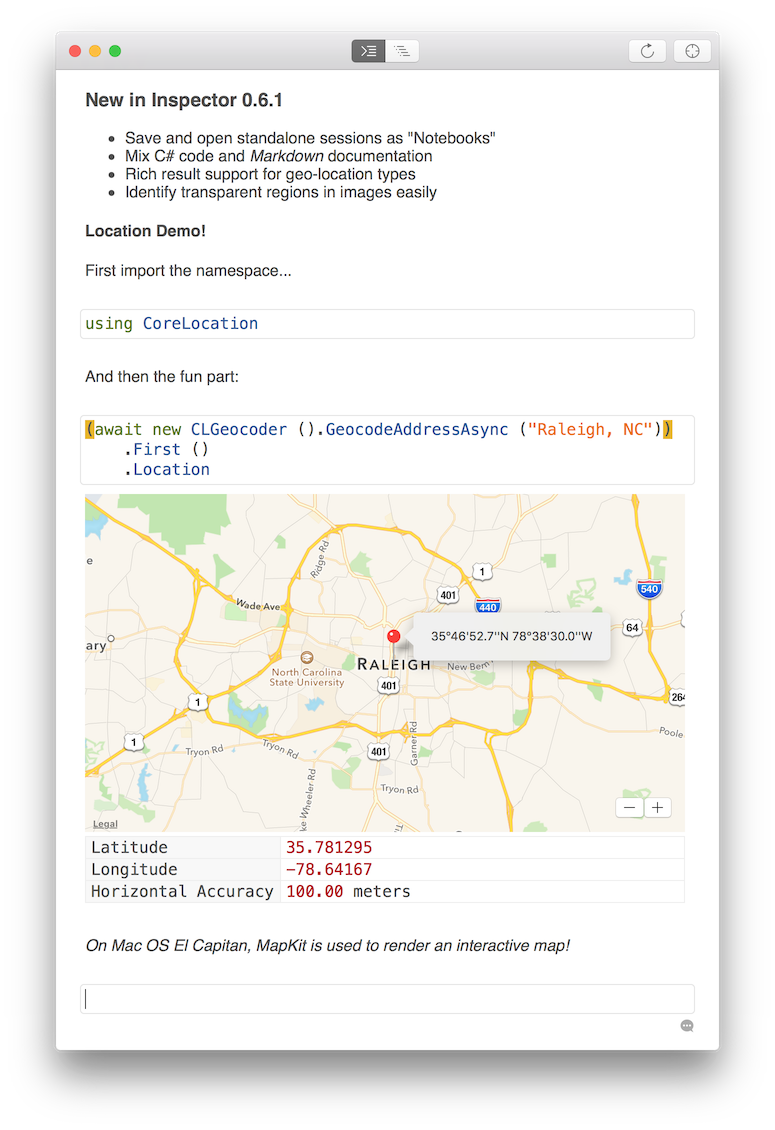 New in Inspector 0.6.1
Save and open standalone sessions as "Notebooks"
Mix C# code and Markdown documentation
Rich result support for geo-location types
Identify transparent regions in images easily
Location Demo!
First import the namespace...
using CoreLocation
And then the fun part:
(await new CLGeocoder ().GeocodeAddressAsync ("Raleigh, NC"))
.First ()
.Location
Ridge Rd
e
1
401
540
Wade Ave
440
64
35°46'52.7"N 78°38'30.0"W
ary
RALEIGH
New Bern
North Carolina
State University
401
264
1
Garner Rd
Poole
1
Tryon Rd
Tryon Rd
401
Tryon Rd
ke Wheeler Rd
Legal
Latitude 35.781295
Longitude -78.64167
Horizontal Accuracy 100.00 meters
On Mac OS El Capitan, MapKit is used to render an interactive map!